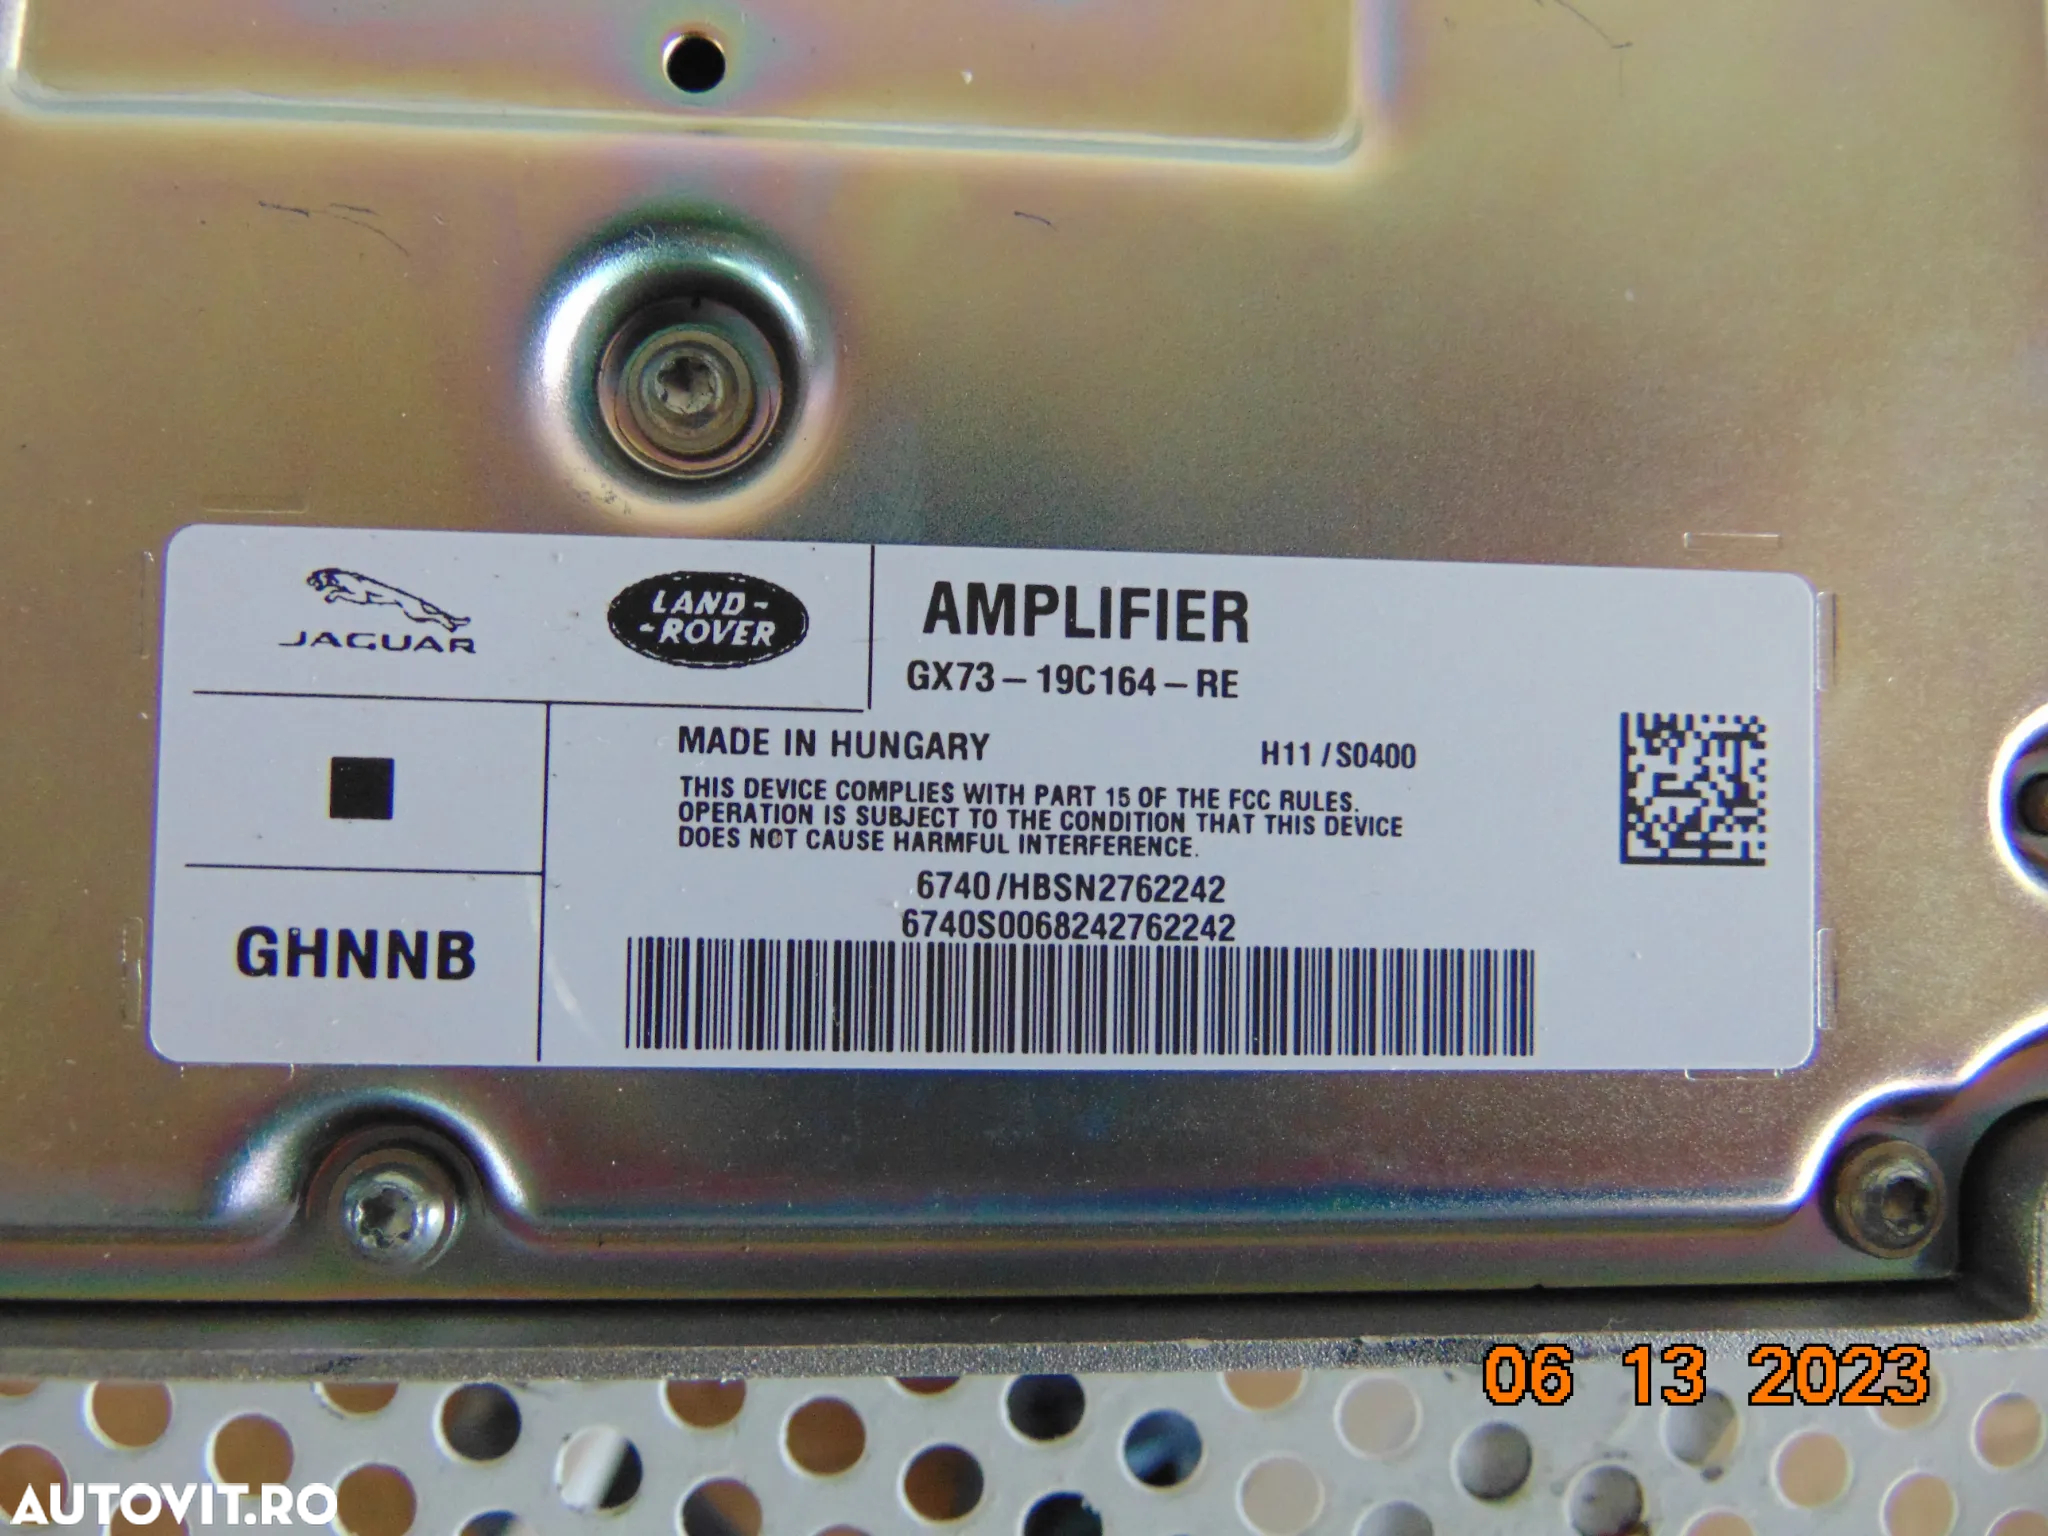 JAGUAR
LAND-
-ROVER
AMPLIFIER
GX73-19C164-RE
MADE IN HUNGARY
H11/S0400
THIS DEVICE COMPLIES WITH PART 15 OF THE FCC RULES.
OPERATION IS SUBJECT TO THE CONDITION THAT THIS DEVICE
DOES NOT CAUSE HARMFUL INTERFERENCE.
6740/HBSN2762242
6740S0068242762242
GHNNB
06 13 2023
AUTOVIT.RO